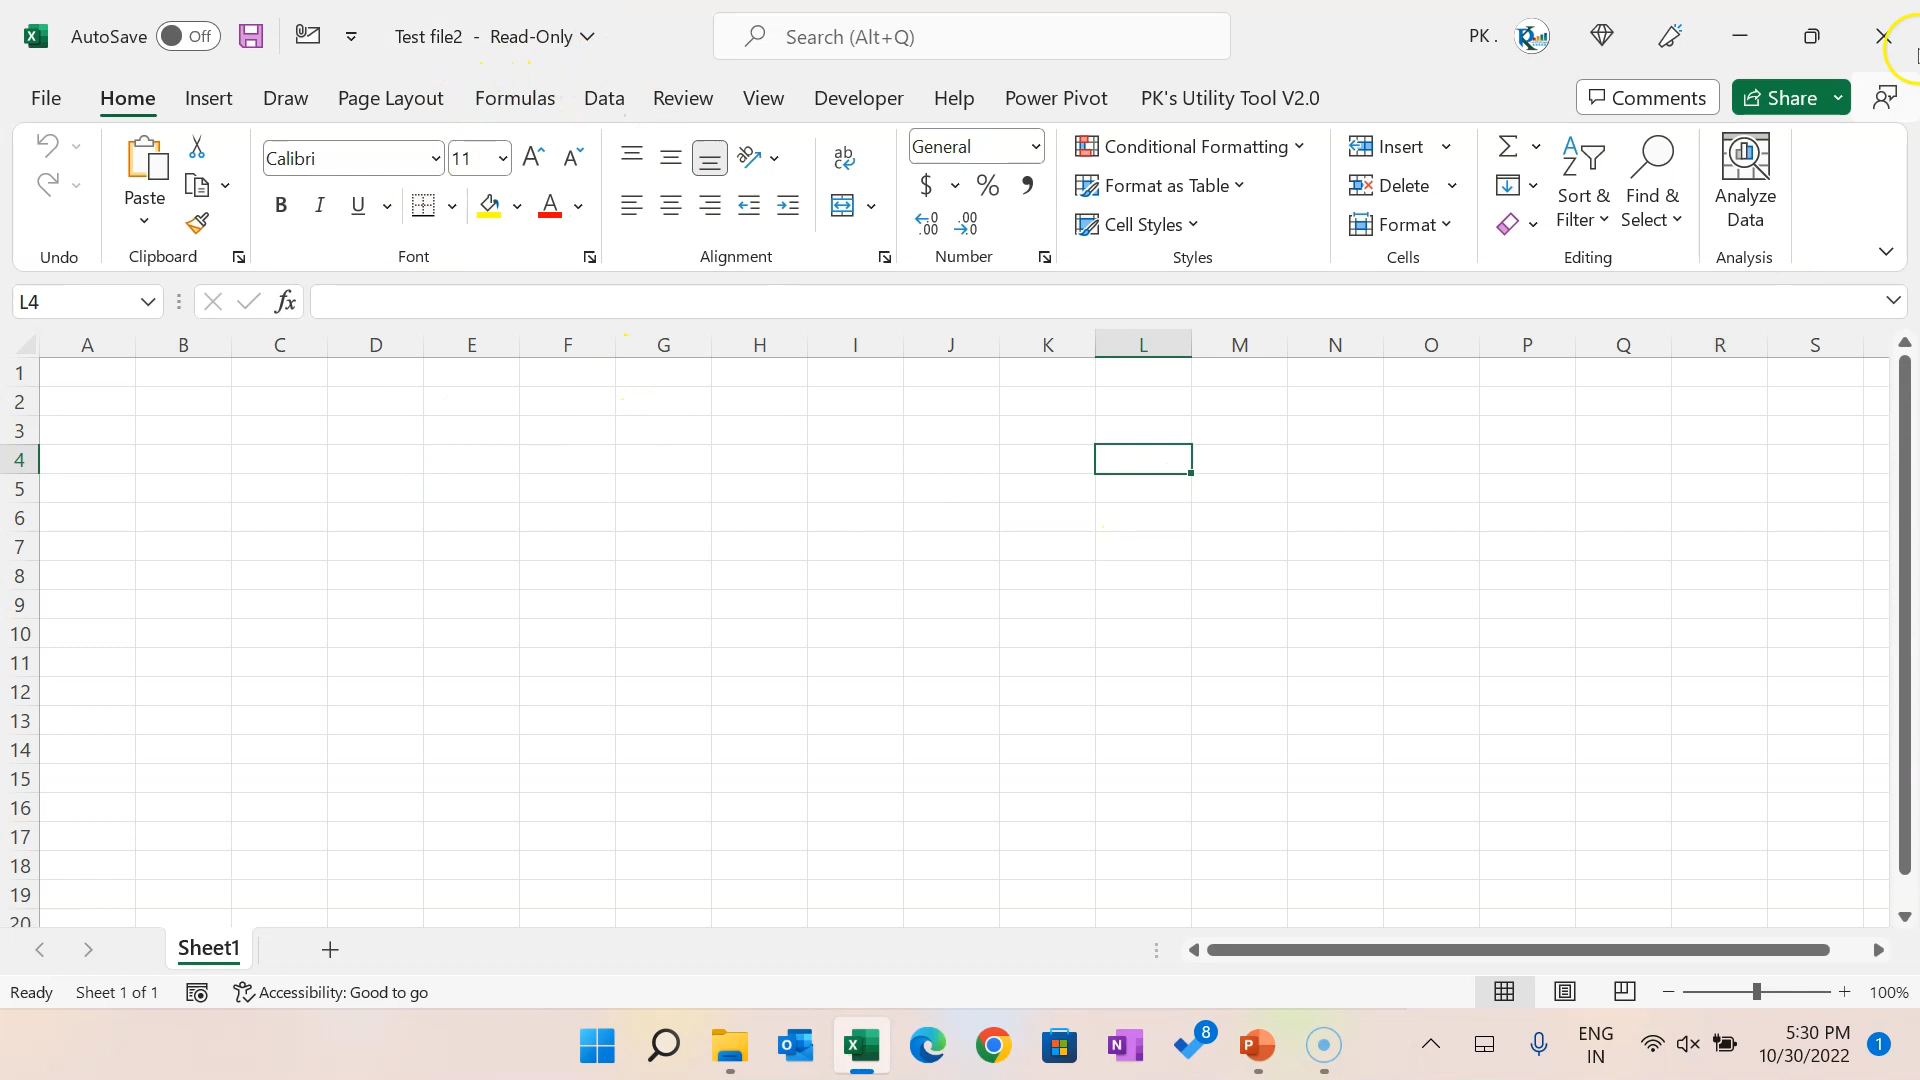 AutoSave Off Test file2 - Read-Only Search (Alt+Q) PK .
File Home Insert Draw Page Layout Formulas Data Review View Developer Help Power Pivot PK's Utility Tool V2.0 Comments Share
Calibri 11 General Conditional Formatting Insert
Paste B I U ab $ % Format as Table Delete Sort & Filter Find & Select Analyze Data
Cell Styles Format
Undo Clipboard Font Alignment Number Styles Cells Editing Analysis
L4 fx
A B C D E F G H I J K L M N O P Q R S
1
2
3
4
5
6
7
8
9
10
11
12
13
14
15
16
17
18
19
20
Sheet1
Ready Sheet 1 of 1 Accessibility: Good to go 100%
8 ENG 5:30 PM
IN 10/30/2022 1